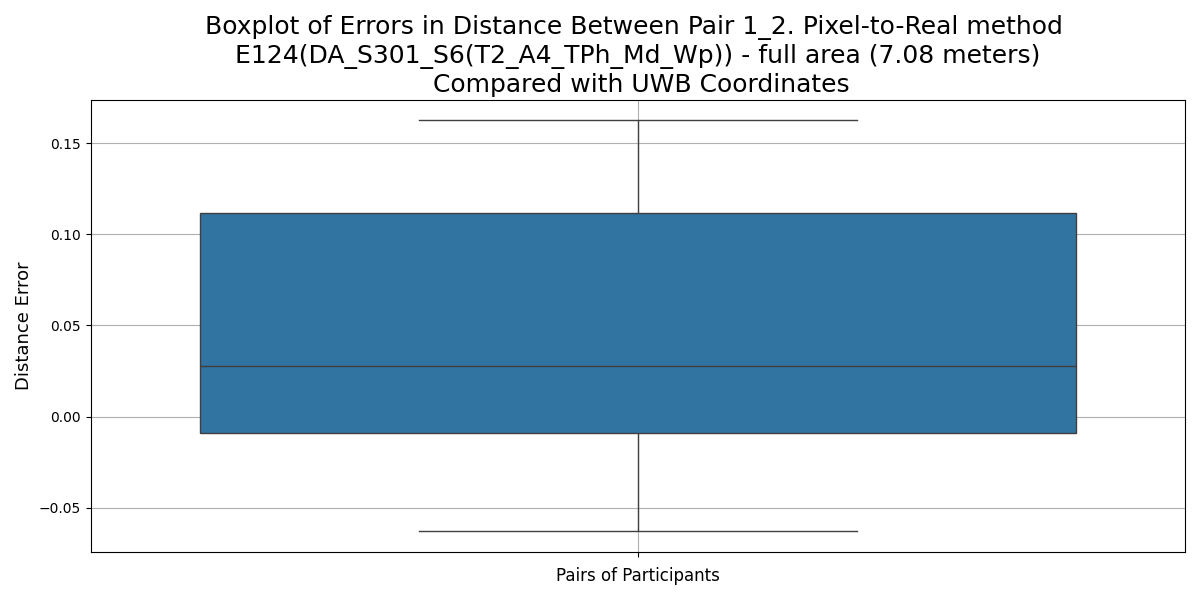 Boxplot of Errors in Distance Between Pair 1_2. Pixel-to-Real method
E124(DA_S301_S6(T2_A4_TPh_Md_Wp)) - full area (7.08 meters)
Compared with UWB Coordinates
0.15
0.10
0.05
0.00
−0.05
Distance Error
Pairs of Participants